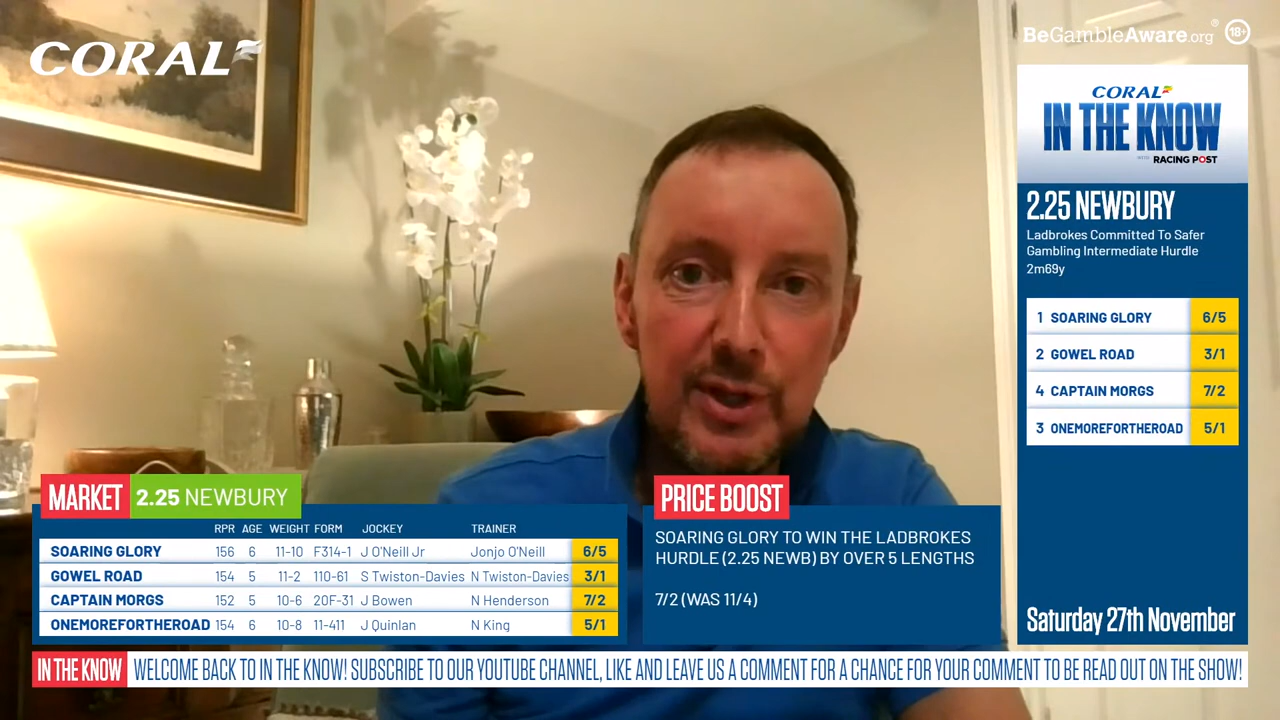 CORAL
BeGambleAware.org® 18+
CORAL
IN THE KNOW
WITH RACING POST
2.25 NEWBURY
Ladbrokes Committed To Safer
Gambling Intermediate Hurdle
2m69y
1 SOARING GLORY 6/5
2 GOWEL ROAD 3/1
4 CAPTAIN MORGS 7/2
3 ONEMOREFORTHEROAD 5/1
Saturday 27th November
MARKET 2.25 NEWBURY
RPR AGE WEIGHT FORM JOCKEY TRAINER
SOARING GLORY 156 6 11-10 F314-1 J O'Neill Jr Jonjo O'Neill 6/5
GOWEL ROAD 154 5 11-2 110-61 S Twiston-Davies N Twiston-Davies 3/1
CAPTAIN MORGS 152 5 10-6 20F-31 J Bowen N Henderson 7/2
ONEMOREFORTHEROAD 154 6 10-8 11-411 J Quinlan N King 5/1
PRICE BOOST
SOARING GLORY TO WIN THE LADBROKES
HURDLE (2.25 NEWB) BY OVER 5 LENGTHS
7/2 (WAS 11/4)
IN THE KNOW WELCOME BACK TO IN THE KNOW! SUBSCRIBE TO OUR YOUTUBE CHANNEL, LIKE AND LEAVE US A COMMENT FOR A CHANCE FOR YOUR COMMENT TO BE READ OUT ON THE SHOW!